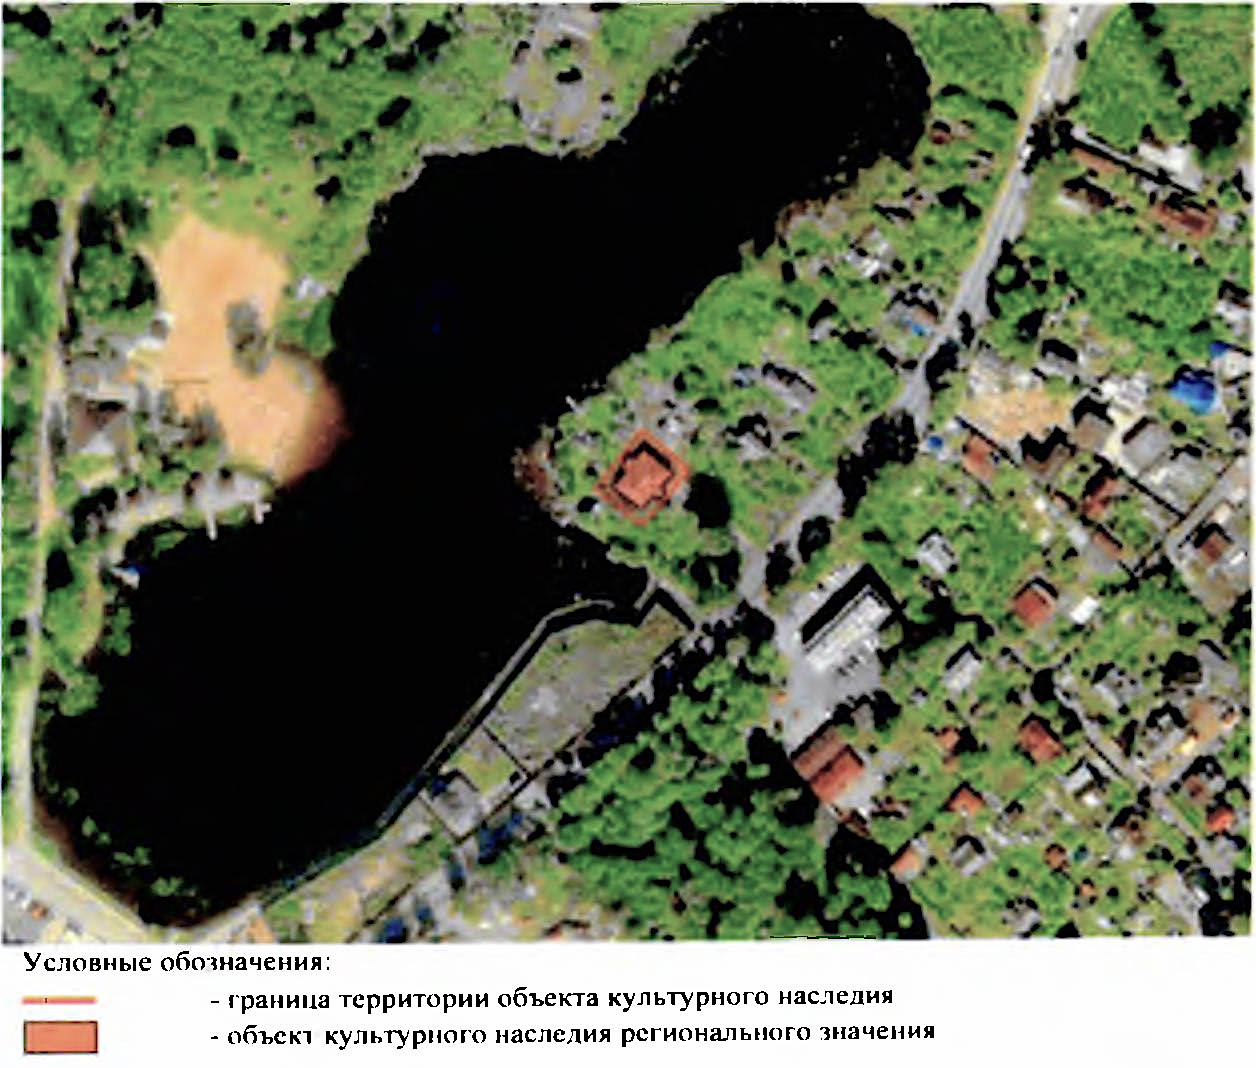 Условные обозначения:
- граница территории объекта культурного наследия
- объект культурного наследия регионального значения